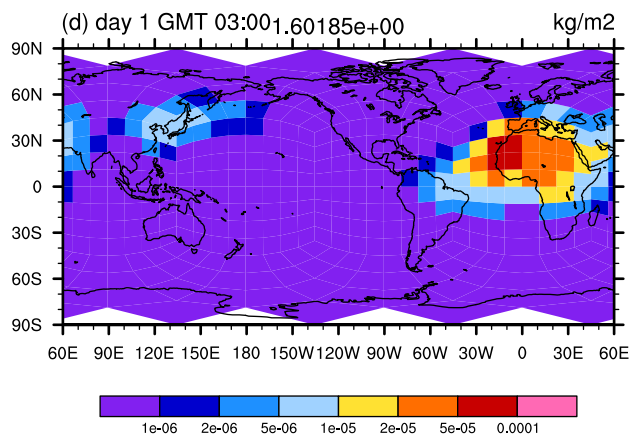 (d) day 1 GMT 03:00 1.60185e+00 kg/m2
90N
60N
30N
0
30S
60S
90S
60E 90E 120E 150E 180E 150W 120W 90W 60W 30W 0 30E 60E
1e-06 2e-06 5e-06 1e-05 2e-05 5e-05 0.0001